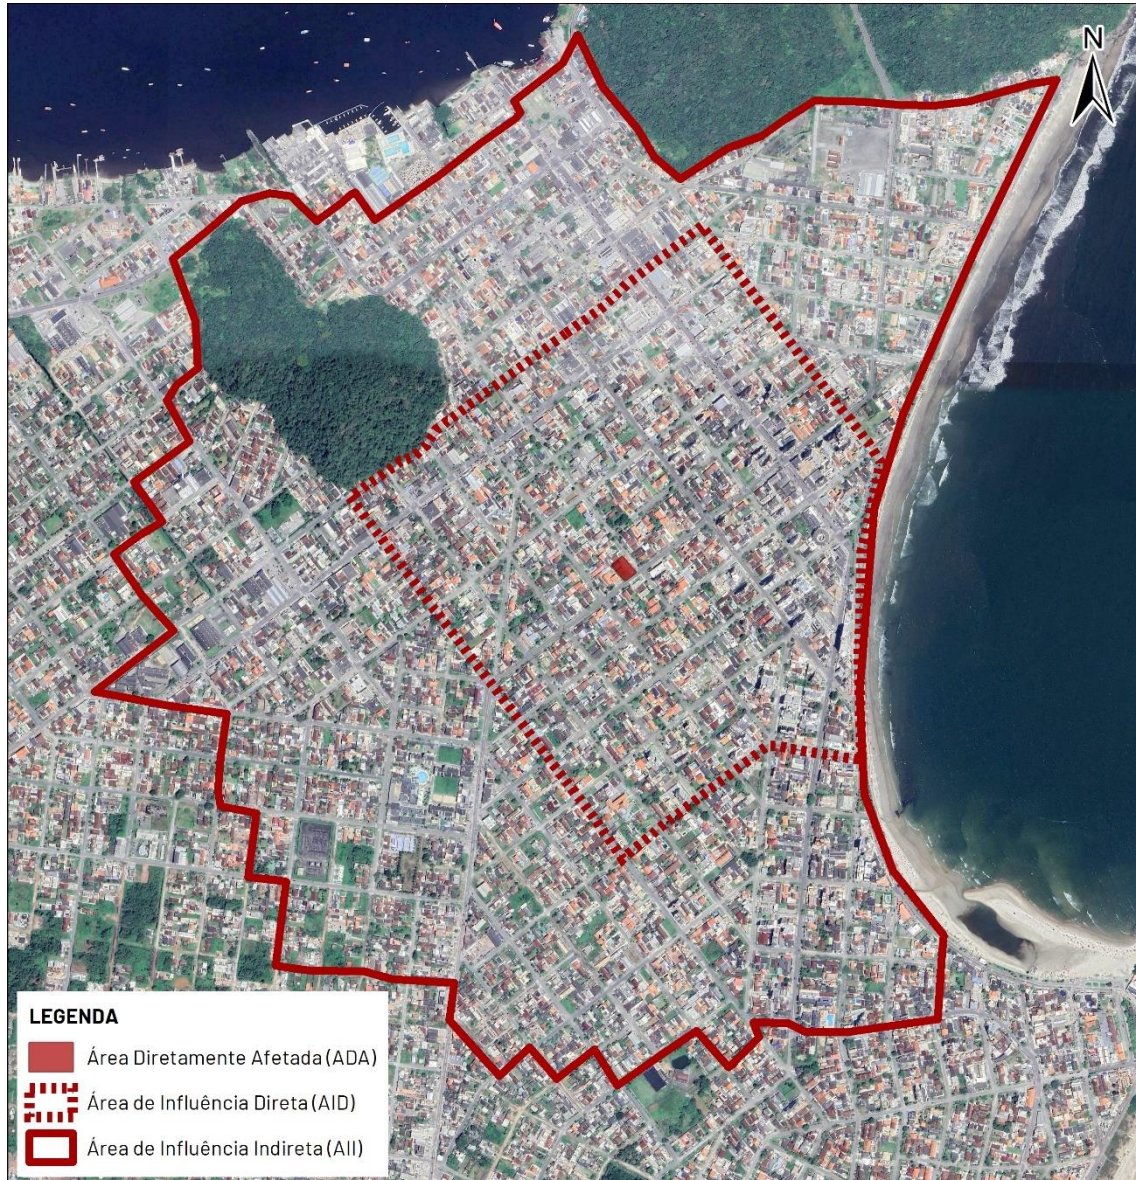 N
LEGENDA
Área Diretamente Afetada (ADA)
Área de Influência Direta (AID)
Área de Influência Indireta (AII)